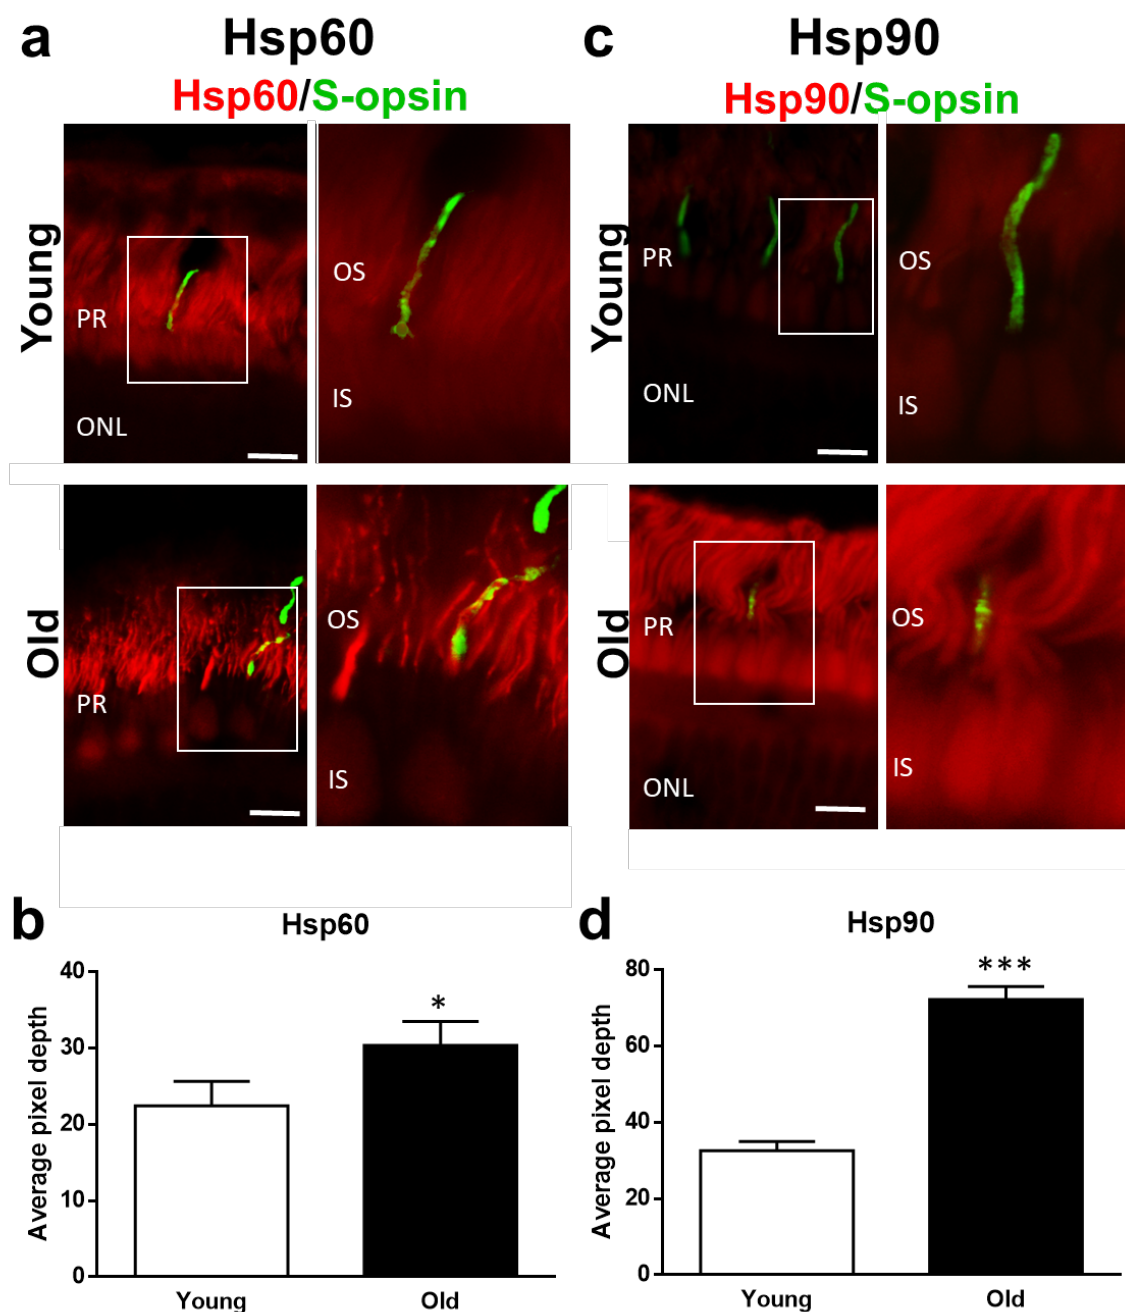 a
Hsp60
Hsp60/S-opsin
Young
PR
ONL
OS
IS
Old
PR
OS
IS
c
Hsp90
Hsp90/S-opsin
Young
PR
ONL
OS
IS
Old
PR
ONL
OS
IS
b
Hsp60
Average pixel depth
40
30
20
10
0
*
Young
Old
d
Hsp90
Average pixel depth
80
60
40
20
0
***
Young
Old